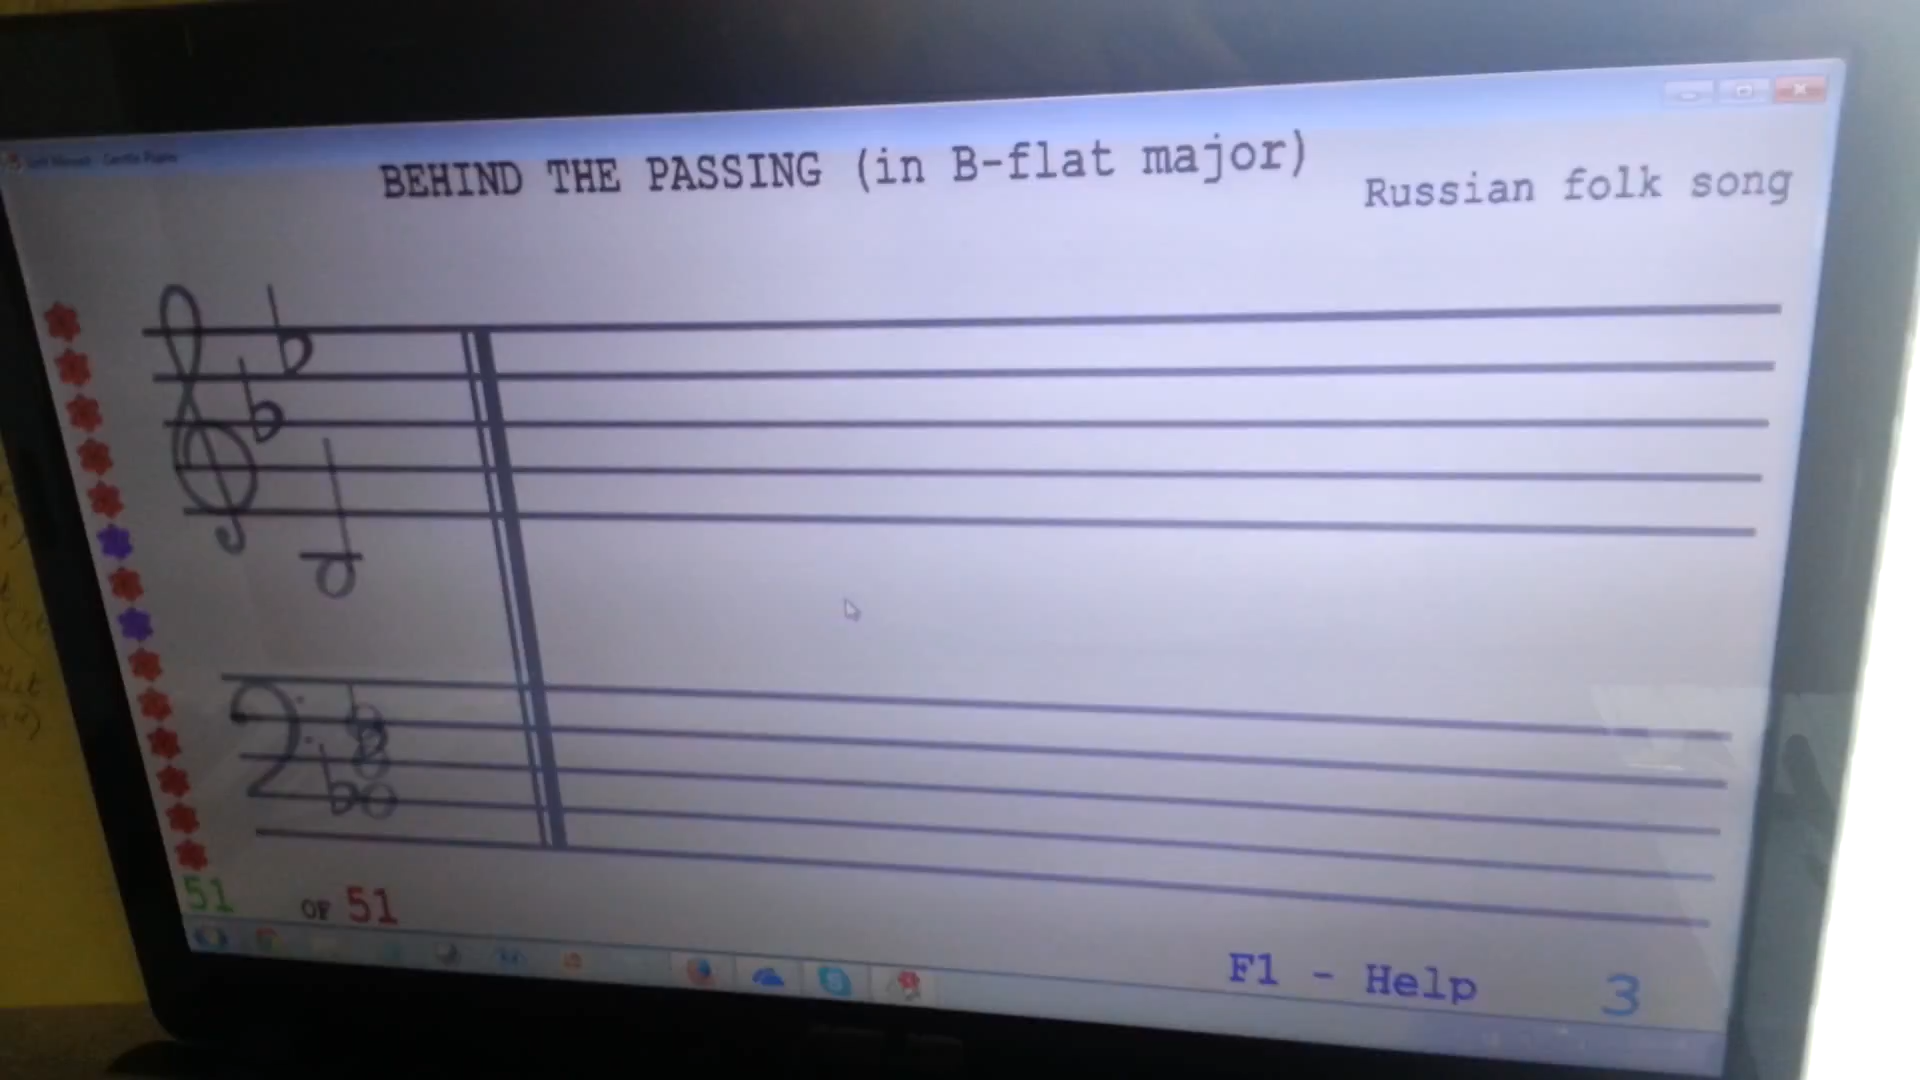 BEHIND THE PASSING (in B-flat major)
Russian folk song
51 OF 51
F1 - Help
3